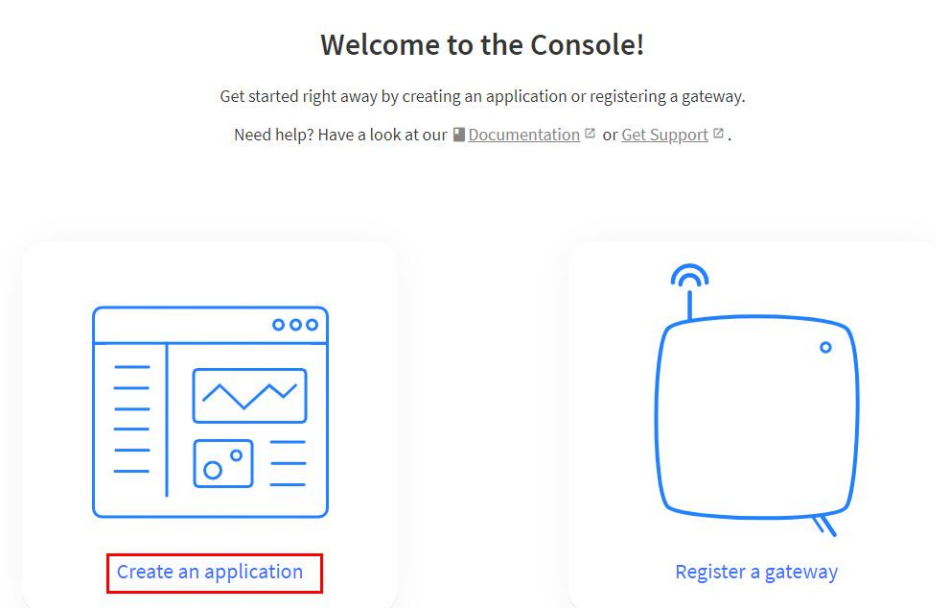 Welcome to the Console!
Get started right away by creating an application or registering a gateway.
Need help? Have a look at our Documentation or Get Support .
Create an application
Register a gateway